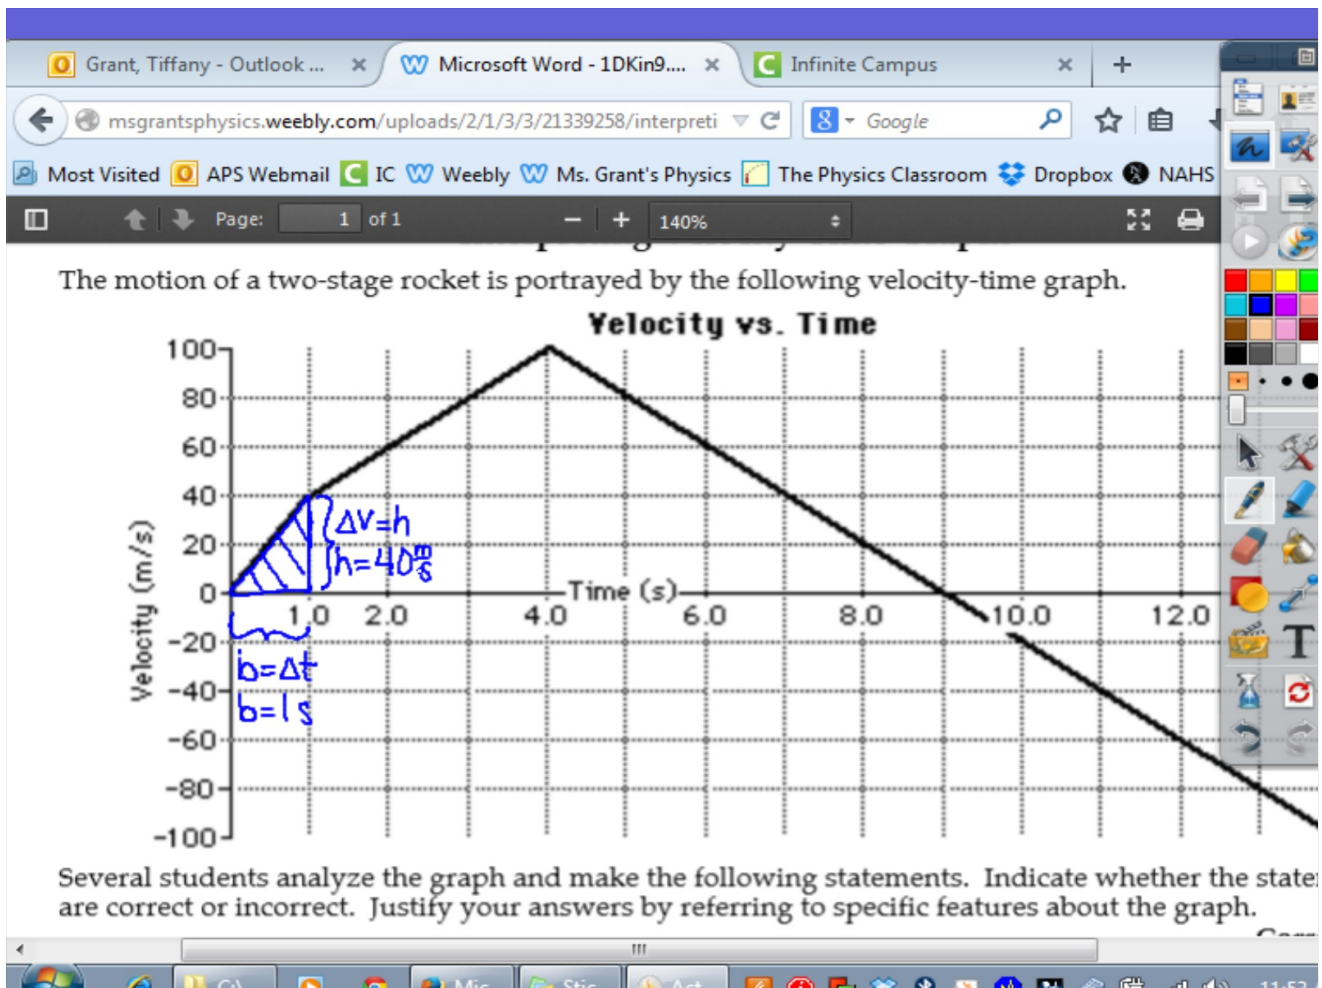 Grant, Tiffany - Outlook ...
Microsoft Word - 1DKin9....
Infinite Campus
msgrantsphysics.weebly.com/uploads/2/1/3/3/21339258/interpreti
Google
Most Visited APS Webmail IC Weebly Ms. Grant's Physics The Physics Classroom Dropbox NAHS
Page: 1 of 1 140%
The motion of a two-stage rocket is portrayed by the following velocity-time graph.
Velocity vs. Time
100
80
60
40
20
0
-20
-40
-60
-80
-100
Velocity (m/s)
Time (s)
1.0 2.0 4.0 6.0 8.0 10.0 12.0
ΔV=h
h=40 m/s
b=Δt
b=1s
Several students analyze the graph and make the following statements. Indicate whether the state
are correct or incorrect. Justify your answers by referring to specific features about the graph.
C:\ Mic... Stic... Act... 11:52